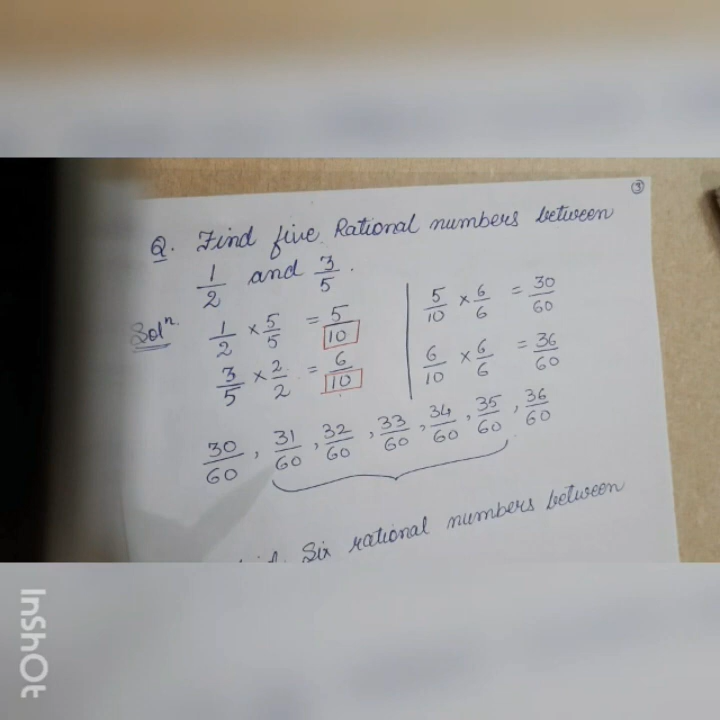 ③
Q. Find five Rational numbers between
1/2 and 3/5.
Solⁿ. 1/2 × 5/5 = 5/10
3/5 × 2/2 = 6/10
5/10 × 6/6 = 30/60
6/10 × 6/6 = 36/60
30/60, 31/60, 32/60, 33/60, 34/60, 35/60, 36/60
Six rational numbers between
InShOt